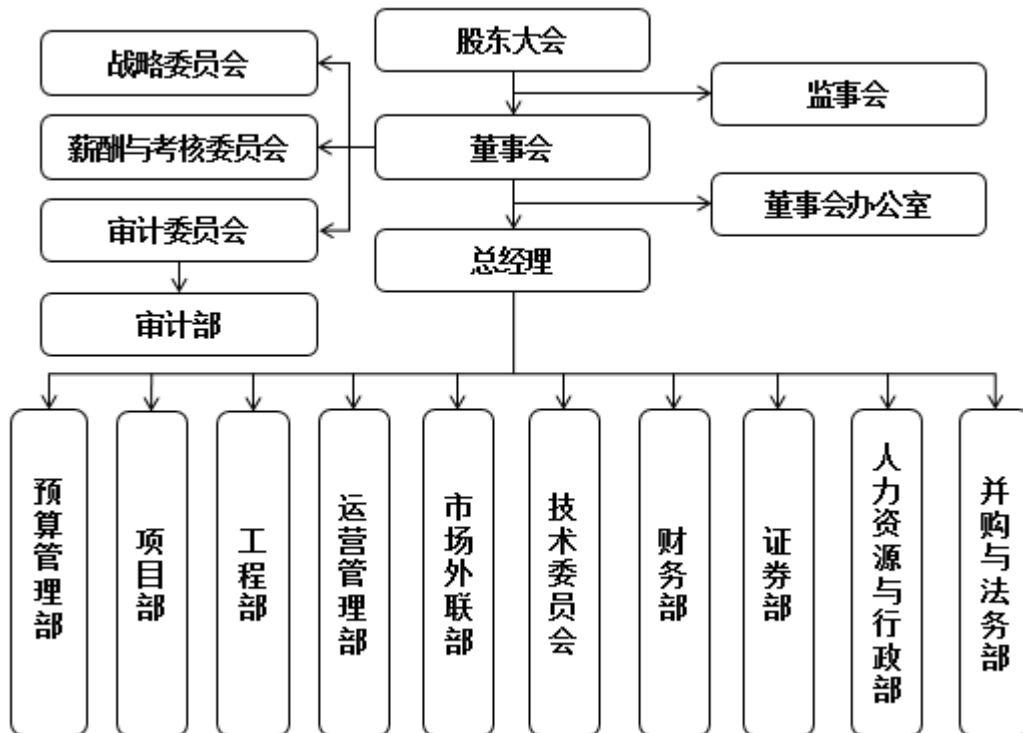 股东大会
战略委员会
监事会
薪酬与考核委员会
董事会
董事会办公室
审计委员会
总经理
审计部
预算管理部
项目部
工程部
运营管理部
市场外联部
技术委员会
财务部
证券部
人力资源与行政部
并购与法务部